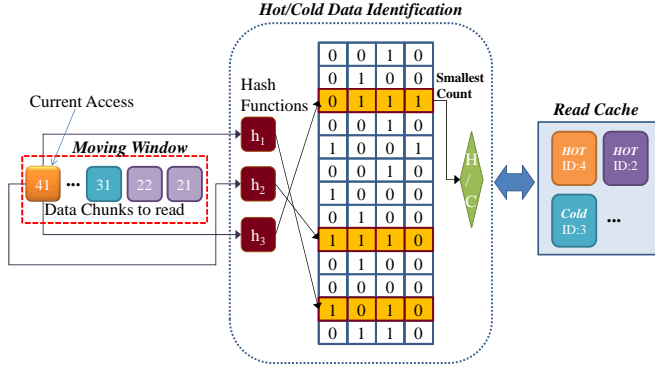 Hot/Cold Data Identification
Current Access
Moving Window
41 ... 31 22 21
Data Chunks to read
Hash
Functions
h1
h2
h3
0 0 1 0
0 1 0 0
0 1 1 1
0 1 0 0
1 0 0 1
0 0 1 0
1 0 0 0
0 1 0 0
1 1 1 0
0 1 0 0
0 0 0 0
1 0 1 0
0 1 1 0
Smallest
Count
H
/
C
Read Cache
HOT
ID:4
HOT
ID:2
Cold
ID:3
...